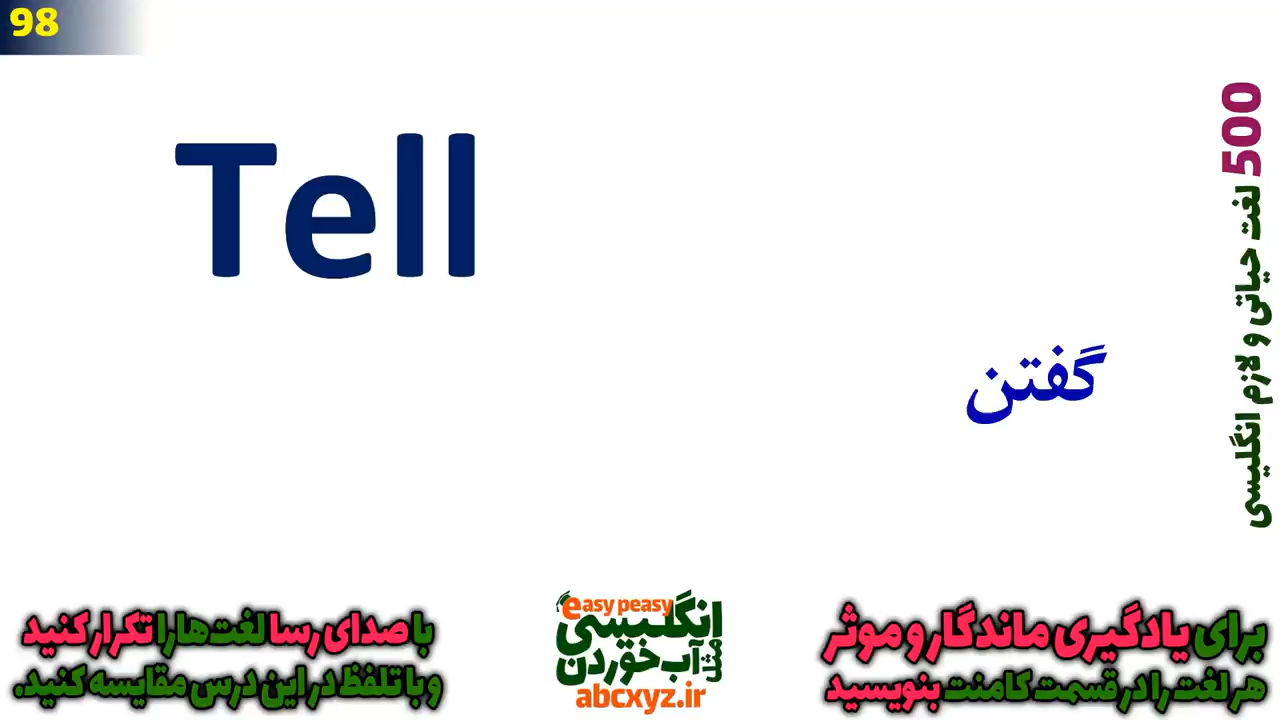 98
Tell
گفتن
500 لغت حیاتی و لازم انگلیسی
برای یادگیری ماندگار و موثر
هر لغت را در قسمت کامنت بنویسید
easy peasy
انگلیسی
مثل
آب خوردن
abcxyz.ir
با صدای رسا لغت‌ها را تکرار کنید
و با تلفظ در این درس مقایسه کنید.